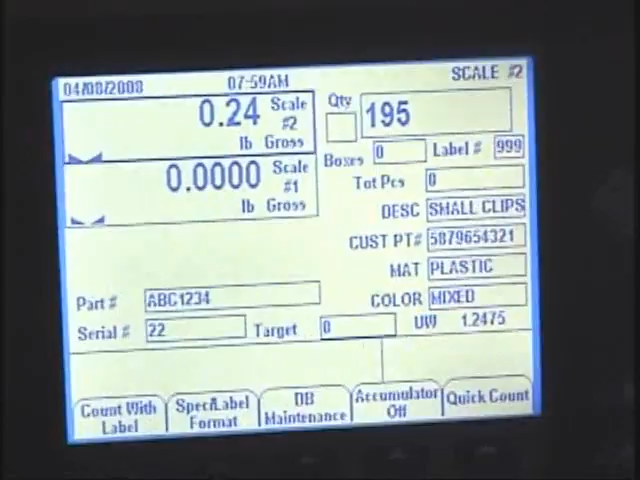 04/08/2008 07:59AM SCALE #2
0.24 Scale #2
lb Gross
0.0000 Scale #1
lb Gross
Qty 195
Boxes 0 Label # 999
Tot Pcs 0
DESC SMALL CLIPS
CUST PT# 5879654321
MAT PLASTIC
Part # ABC1234 COLOR MIXED
Serial # 22 Target 0 UW 1.2475
Count With Label
Spec/Label Format
DB Maintenance
Accumulator Off
Quick Count